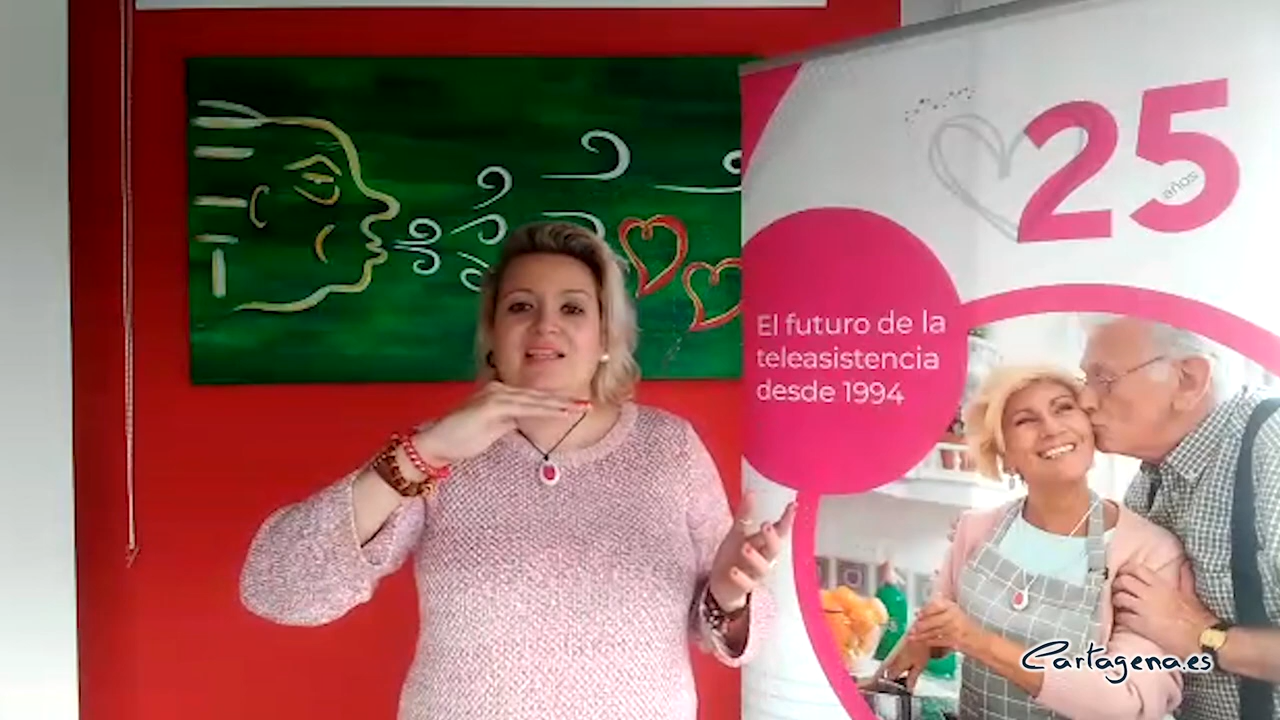 25
años
El futuro de la
teleasistencia
desde 1994
Cartagena.es